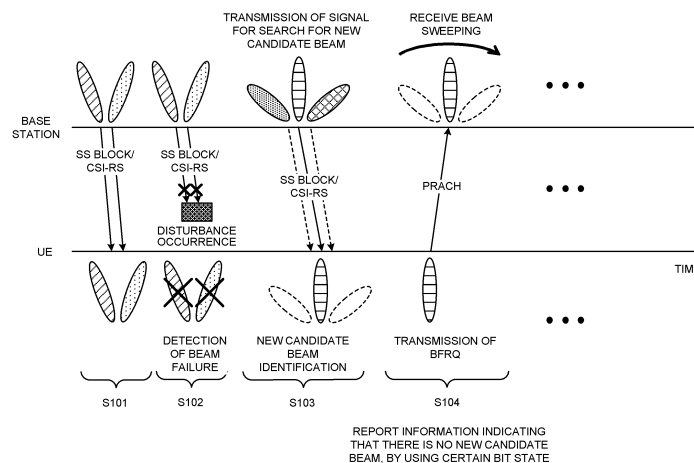 TRANSMISSION OF SIGNAL
FOR SEARCH FOR NEW
CANDIDATE BEAM
RECEIVE BEAM
SWEEPING
BASE
STATION
SS BLOCK/
CSI-RS
SS BLOCK/
CSI-RS
SS BLOCK/
CSI-RS
PRACH
DISTURBANCE
OCCURRENCE
UE
TIM
DETECTION
OF BEAM
FAILURE
NEW CANDIDATE
BEAM
IDENTIFICATION
TRANSMISSION OF
BFRQ
S101
S102
S103
S104
REPORT INFORMATION INDICATING
THAT THERE IS NO NEW CANDIDATE
BEAM, BY USING CERTAIN BIT STATE